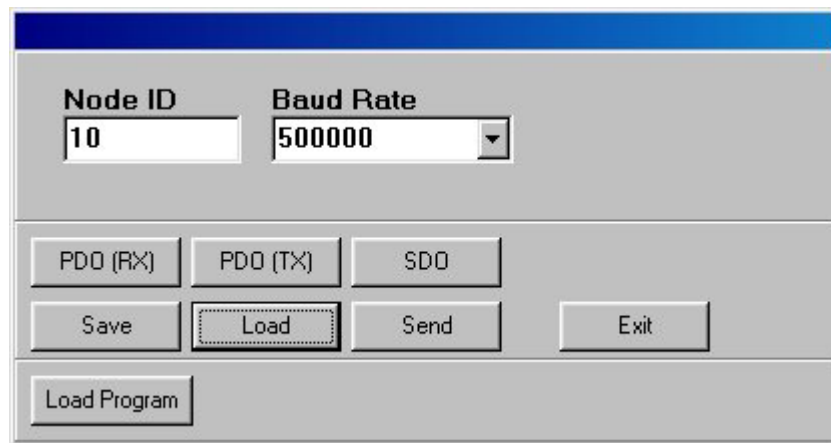 Node ID Baud Rate
10 500000
PDO (RX) PDO (TX) SDO
Save Load Send Exit
Load Program